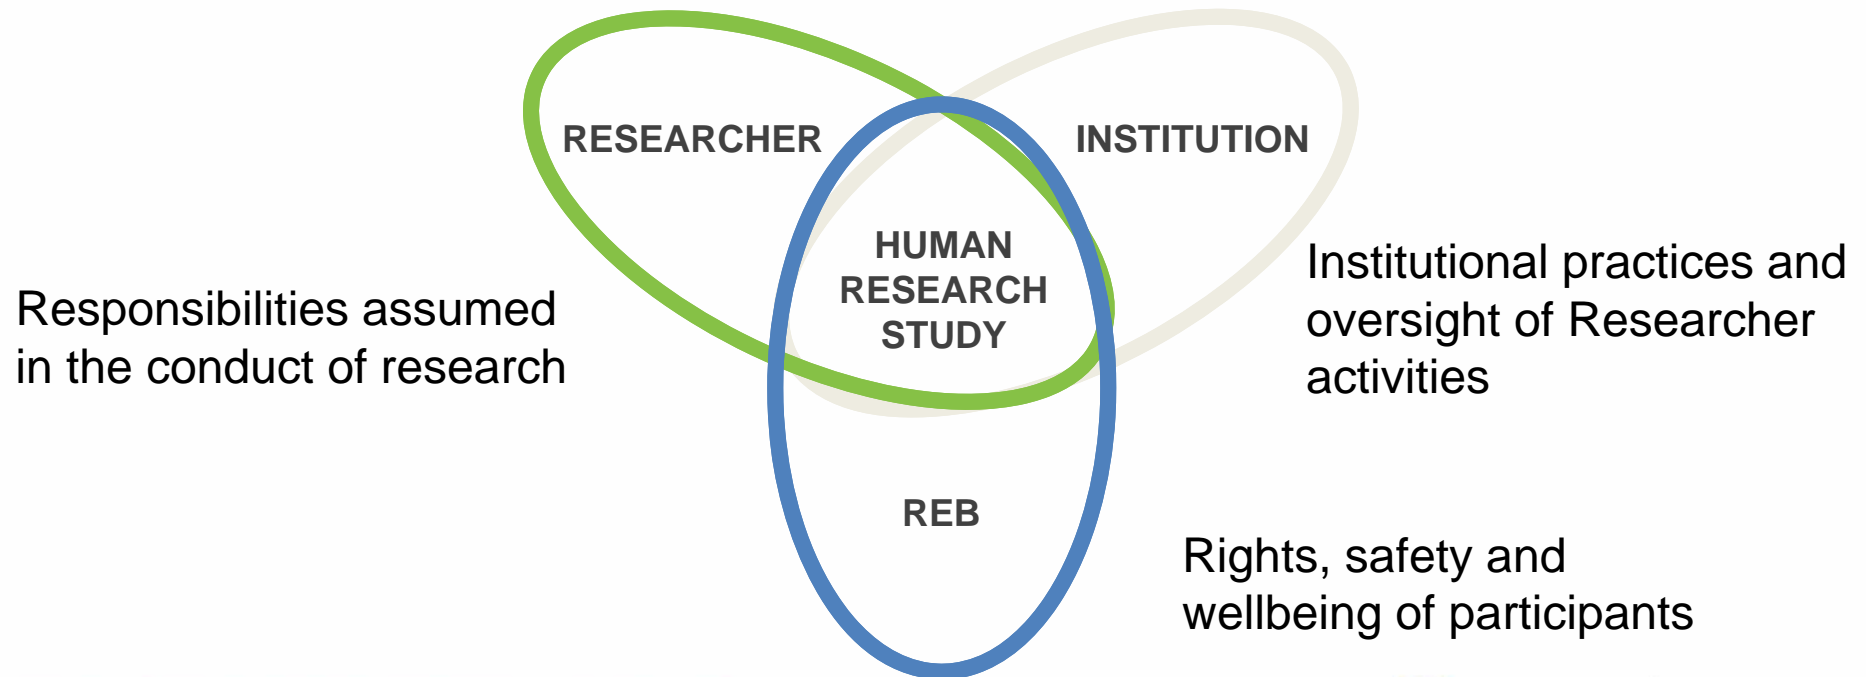 RESEARCHER
INSTITUTION
HUMAN
RESEARCH
STUDY
Responsibilities assumed
in the conduct of research
Institutional practices and
oversight of Researcher
activities
REB
Rights, safety and
wellbeing of participants